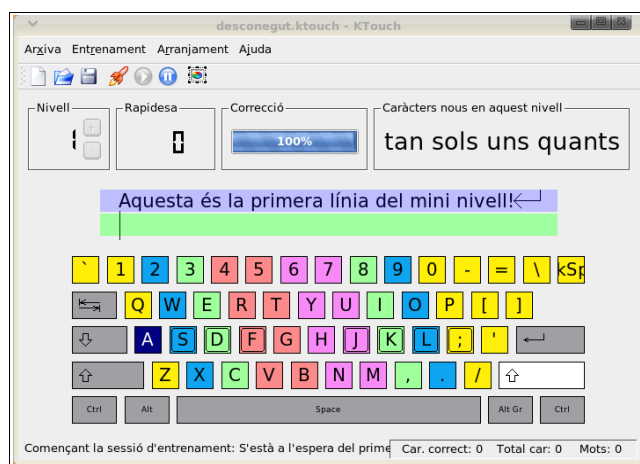 desconegut.ktouch - KTouch
Arxiva Entrenament Arranjament Ajuda
Nivell Rapidesa Correcció Caràcters nous en aquest nivell
1 + - 0 100% tan sols uns quants
Aquesta és la primera línia del mini nivell!
` 1 2 3 4 5 6 7 8 9 0 - = \ kSp
Q W E R T Y U I O P [ ]
A S D F G H J K L ; '
Z X C V B N M , . /
Ctrl Alt Space Alt Gr Ctrl
Començant la sessió d'entrenament: S'està a l'espera del prime Car. correct: 0 Total car: 0 Mots: 0